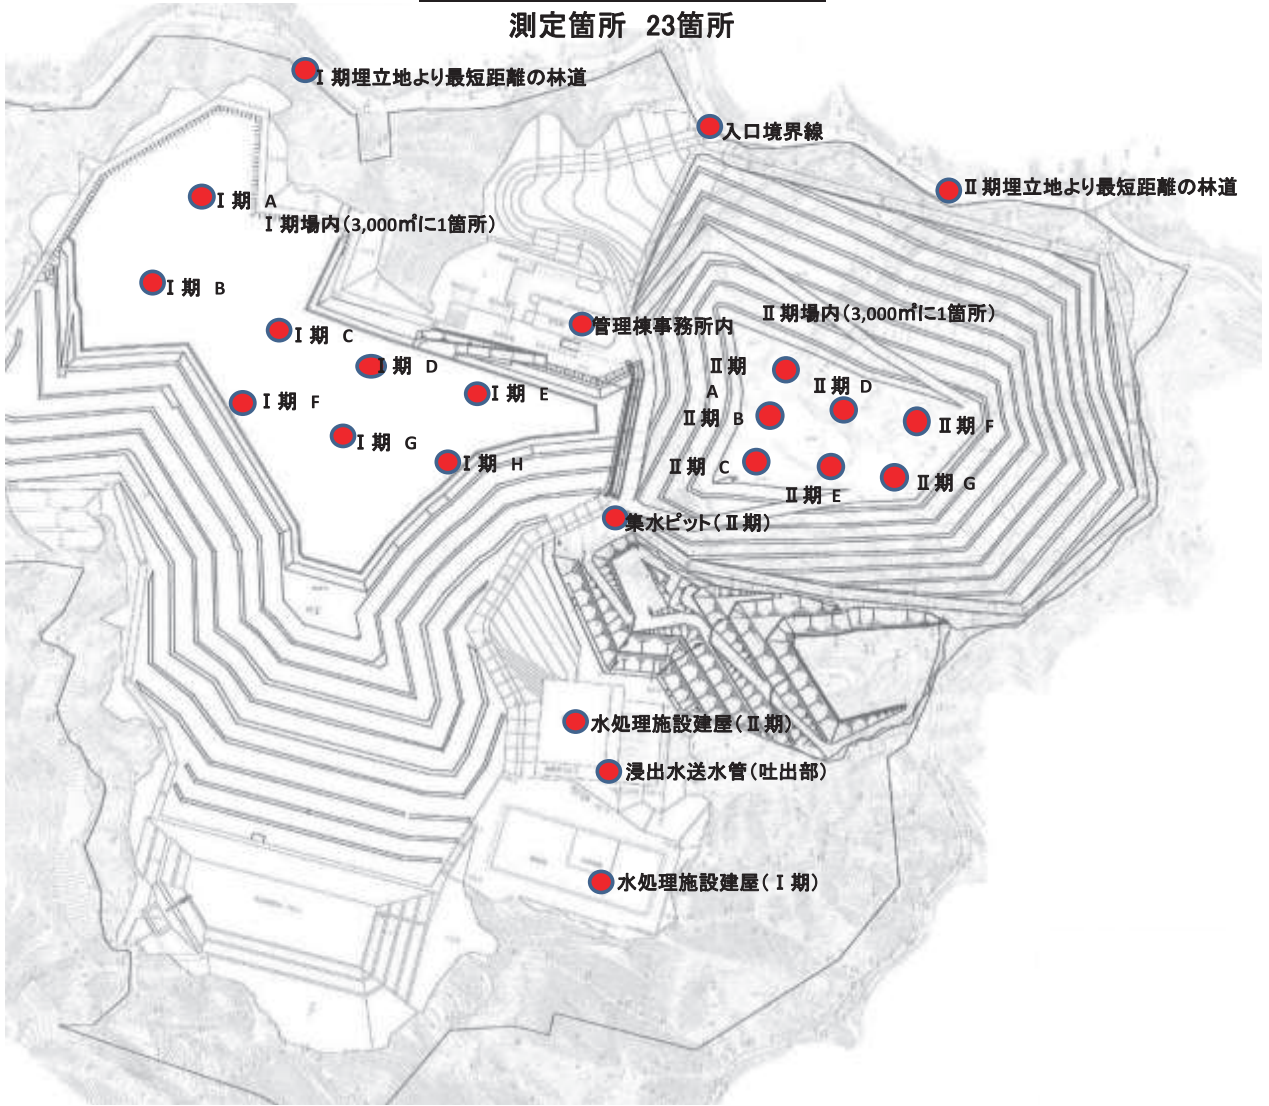 測定箇所 23箇所
Ⅰ期埋立地より最短距離の林道
入口境界線
Ⅱ期埋立地より最短距離の林道
Ⅰ期 A
Ⅰ期場内(3,000㎡に1箇所)
Ⅰ期 B
Ⅰ期 C
管理棟事務所内
Ⅱ期場内(3,000㎡に1箇所)
Ⅰ期 D
Ⅱ期
A
Ⅱ期 D
Ⅰ期 E
Ⅰ期 F
Ⅱ期 B
Ⅱ期 F
Ⅰ期 G
Ⅰ期 H
Ⅱ期 C
Ⅱ期 E
Ⅱ期 G
集水ピット(Ⅱ期)
水処理施設建屋(Ⅱ期)
浸出水送水管(吐出部)
水処理施設建屋(Ⅰ期)